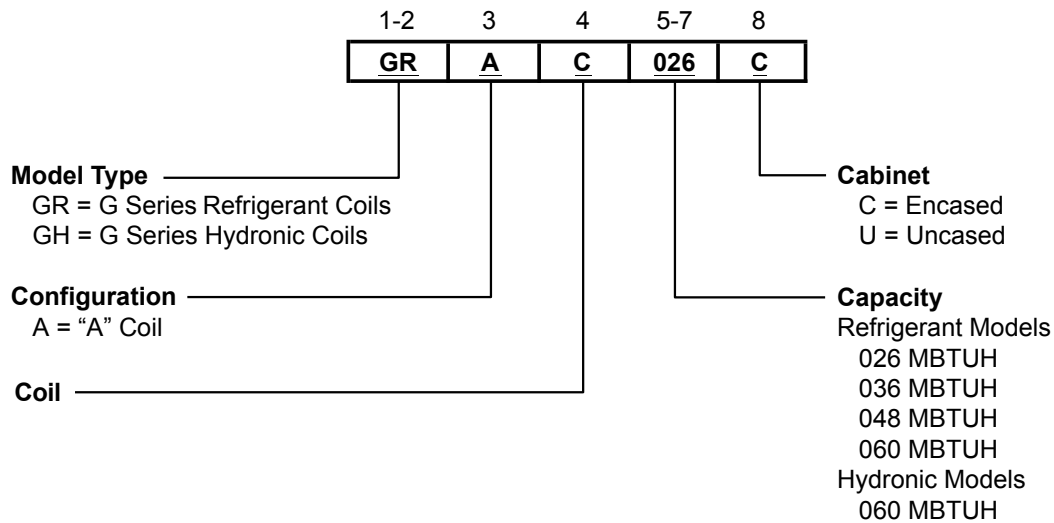 1-2 3 4 5-7 8
GR A C 026 C
Model Type
GR = G Series Refrigerant Coils
GH = G Series Hydronic Coils
Configuration
A = “A” Coil
Coil
Cabinet
C = Encased
U = Uncased
Capacity
Refrigerant Models
026 MBTUH
036 MBTUH
048 MBTUH
060 MBTUH
Hydronic Models
060 MBTUH